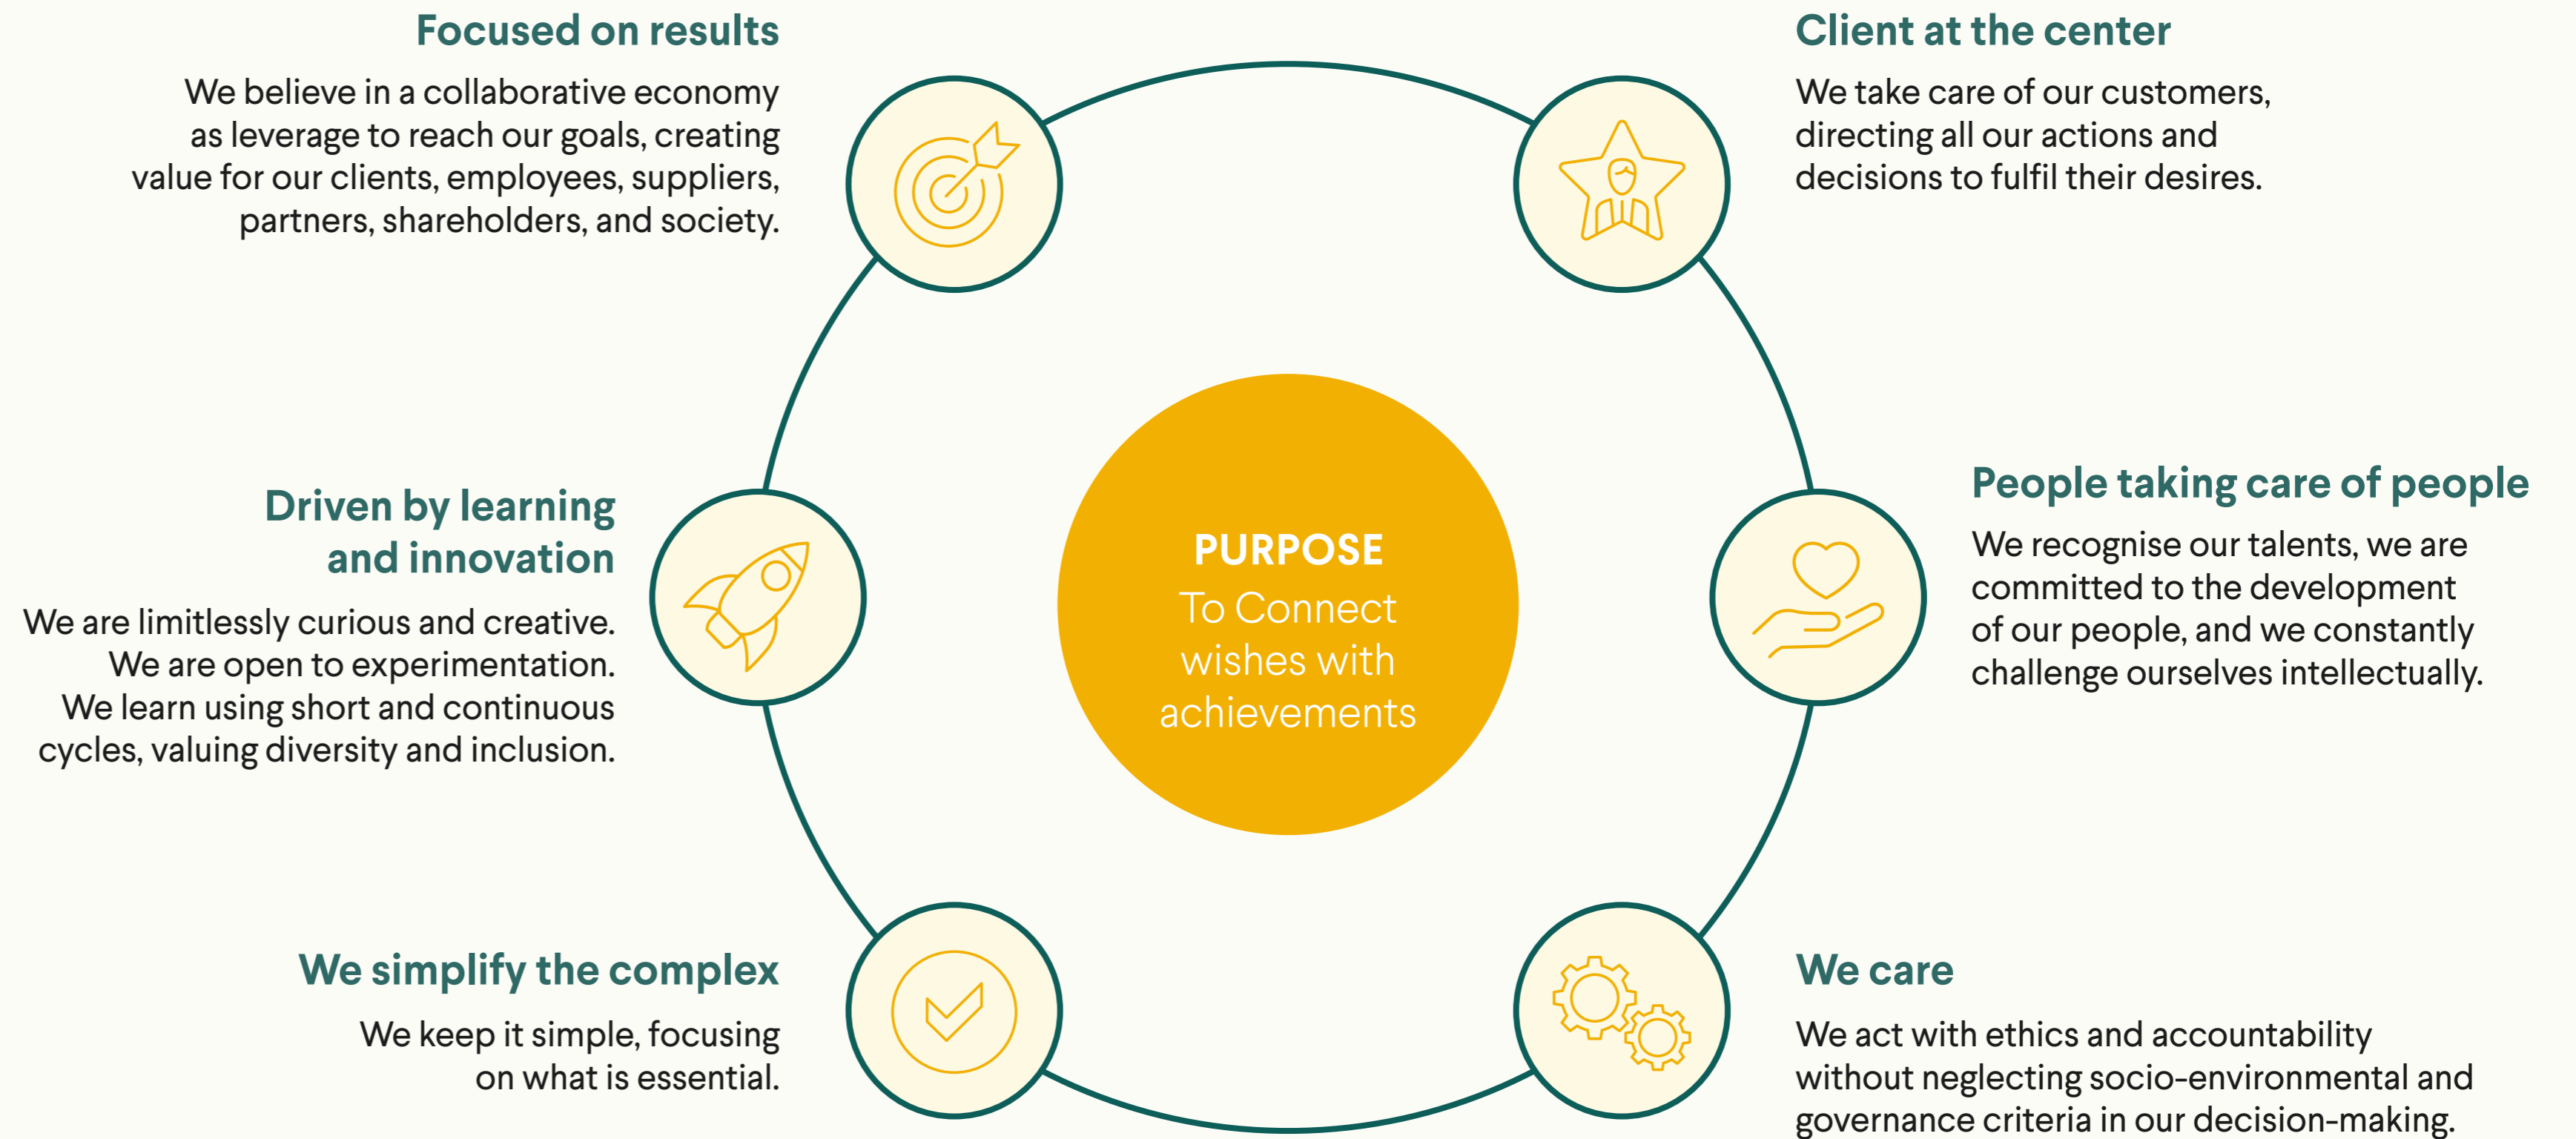 Focused on results
We believe in a collaborative economy
as leverage to reach our goals, creating
value for our clients, employees, suppliers,
partners, shareholders, and society.
Client at the center
We take care of our customers,
directing all our actions and
decisions to fulfil their desires.
Driven by learning
and innovation
We are limitlessly curious and creative.
We are open to experimentation.
We learn using short and continuous
cycles, valuing diversity and inclusion.
PURPOSE
To Connect
wishes with
achievements
People taking care of people
We recognise our talents, we are
committed to the development
of our people, and we constantly
challenge ourselves intellectually.
We simplify the complex
We keep it simple, focusing
on what is essential.
We care
We act with ethics and accountability
without neglecting socio-environmental and
governance criteria in our decision-making.